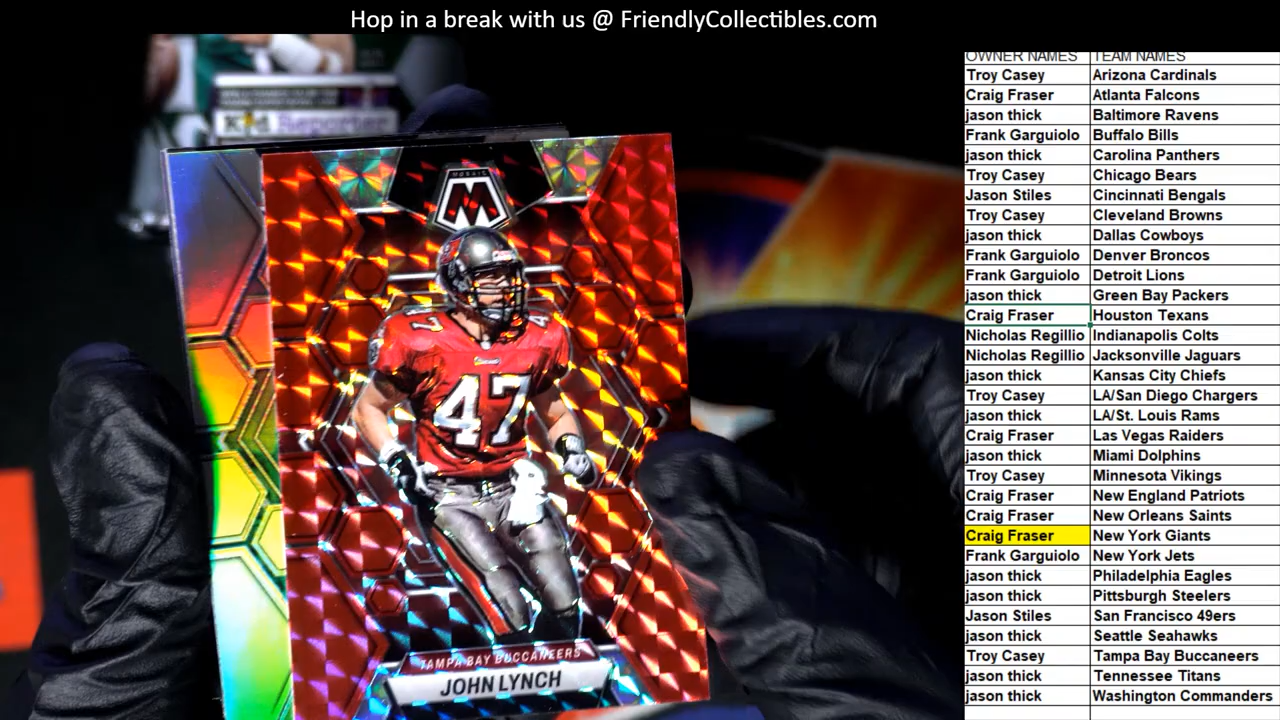 Hop in a break with us @ FriendlyCollectibles.com
OWNER NAMES TEAM NAMES
Troy Casey Arizona Cardinals
Craig Fraser Atlanta Falcons
jason thick Baltimore Ravens
Frank Garguiolo Buffalo Bills
jason thick Carolina Panthers
Troy Casey Chicago Bears
Jason Stiles Cincinnati Bengals
Troy Casey Cleveland Browns
jason thick Dallas Cowboys
Frank Garguiolo Denver Broncos
Frank Garguiolo Detroit Lions
jason thick Green Bay Packers
Craig Fraser Houston Texans
Nicholas Regillio Indianapolis Colts
Nicholas Regillio Jacksonville Jaguars
jason thick Kansas City Chiefs
Troy Casey LA/San Diego Chargers
jason thick LA/St. Louis Rams
Craig Fraser Las Vegas Raiders
jason thick Miami Dolphins
Troy Casey Minnesota Vikings
Craig Fraser New England Patriots
Craig Fraser New Orleans Saints
Craig Fraser New York Giants
Frank Garguiolo New York Jets
jason thick Philadelphia Eagles
jason thick Pittsburgh Steelers
Jason Stiles San Francisco 49ers
jason thick Seattle Seahawks
Troy Casey Tampa Bay Buccaneers
jason thick Tennessee Titans
jason thick Washington Commanders
Kid Reporter
MOSAIC
M
47
47
TAMPA BAY BUCCANEERS
JOHN LYNCH